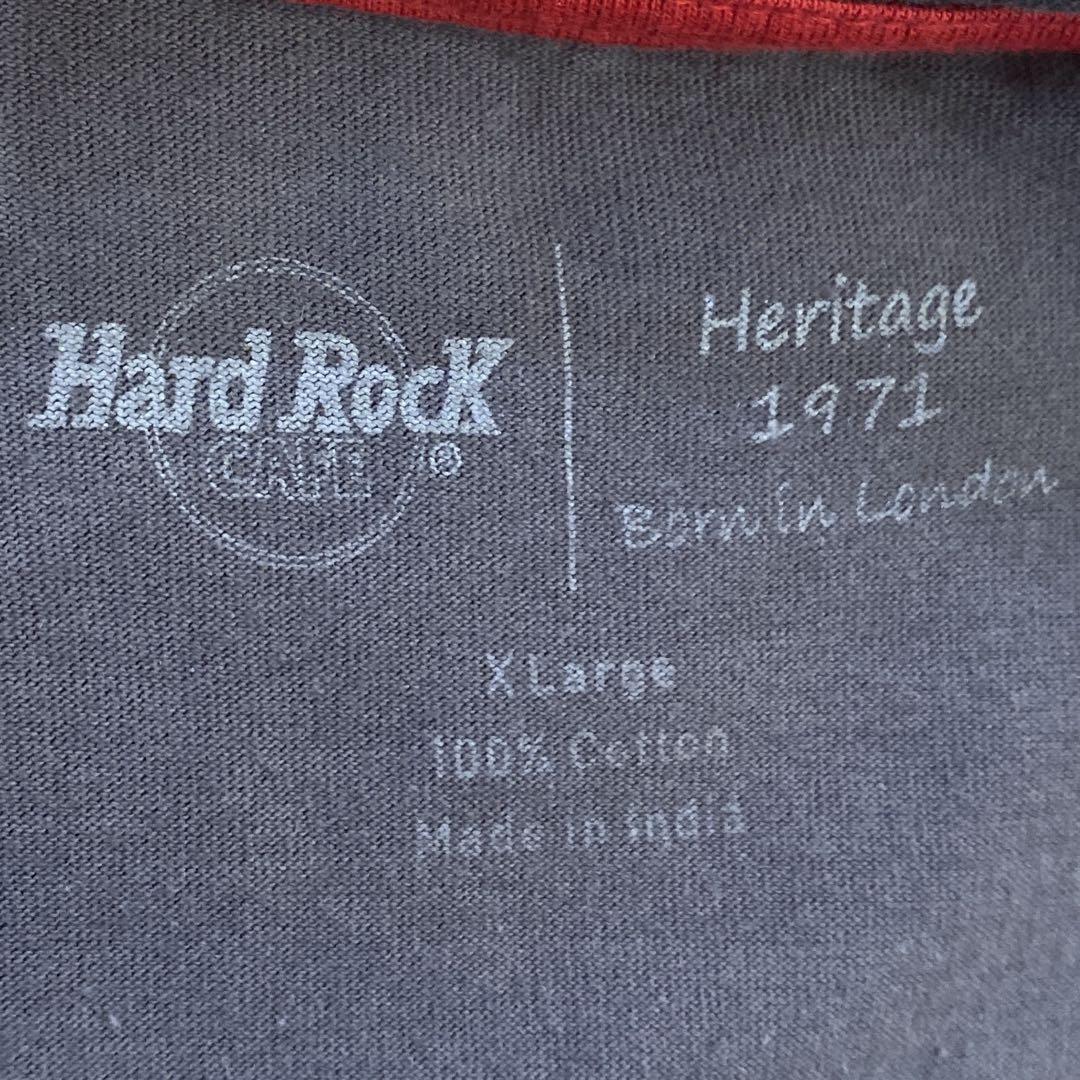 Hard Rock
CAFE ®
Heritage
1971
Born in London
X Large
100% Cotton
Made in India